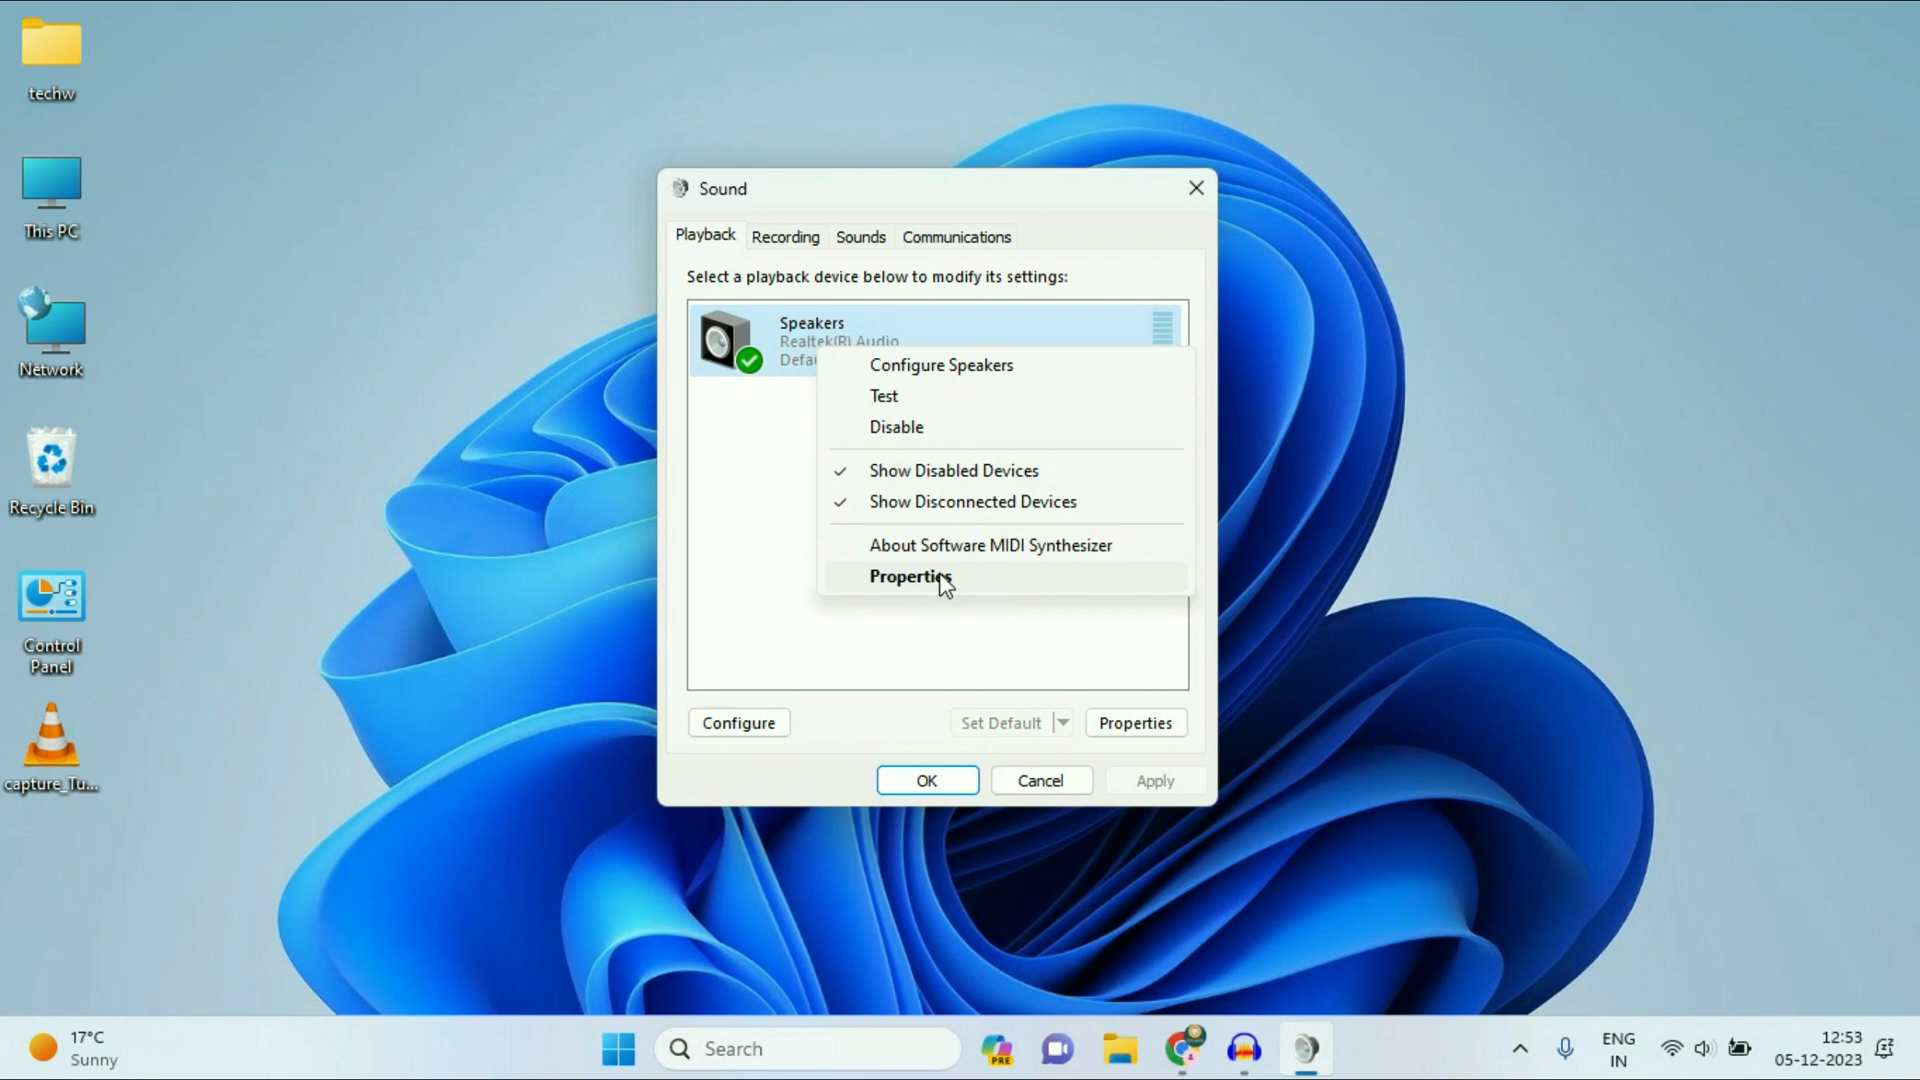 techw
This PC
Network
Recycle Bin
Control
Panel
capture_Tu...
Sound
Playback
Recording
Sounds
Communications
Select a playback device below to modify its settings:
Speakers
Realtek(R) Audio
Defau
Configure Speakers
Test
Disable
Show Disabled Devices
Show Disconnected Devices
About Software MIDI Synthesizer
Properties
Configure
Set Default
Properties
OK
Cancel
Apply
17°C
Sunny
Search
PRE
ENG
IN
12:53
05-12-2023